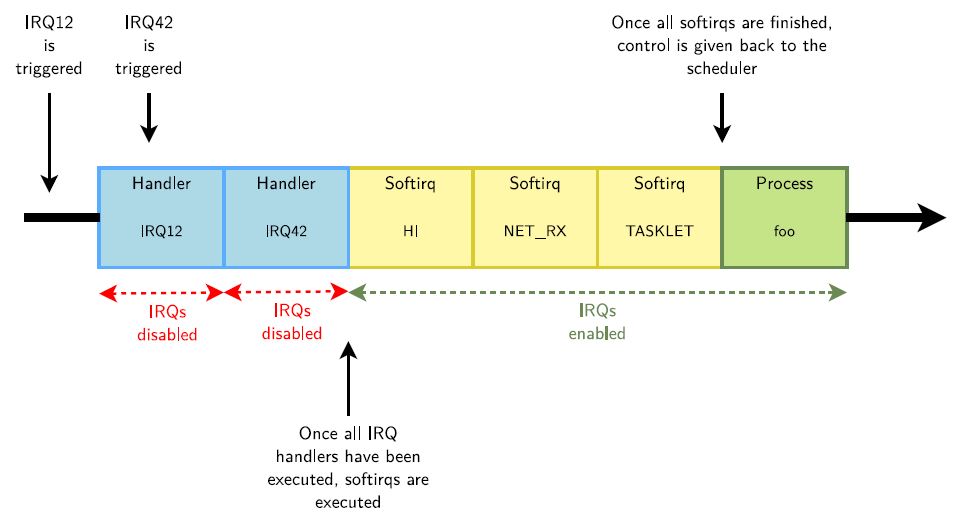 IRQ12
is
triggered
IRQ42
is
triggered
Once all softirqs are finished,
control is given back to the
scheduler
Handler
IRQ12
Handler
IRQ42
Softirq
HI
Softirq
NET_RX
Softirq
TASKLET
Process
foo
IRQs
disabled
IRQs
disabled
IRQs
enabled
Once all IRQ
handlers have been
executed, softirqs are
executed